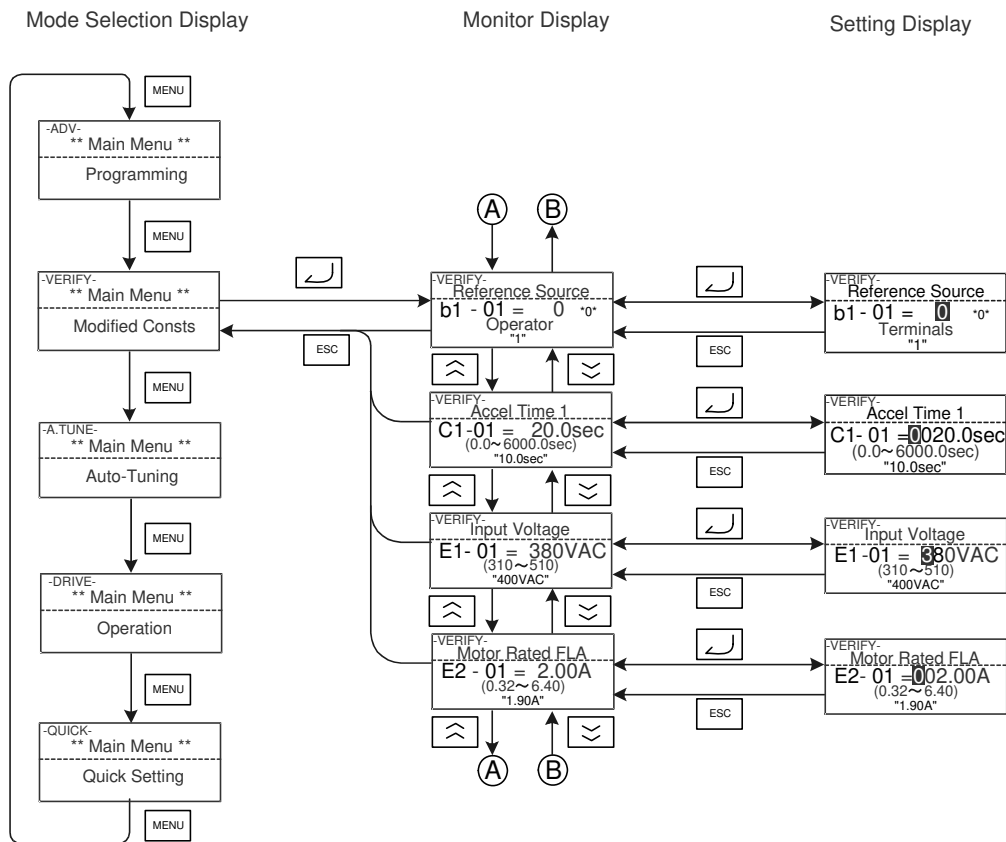 Mode Selection Display
Monitor Display
Setting Display
MENU
-ADV-
** Main Menu **
Programming
MENU
-VERIFY-
** Main Menu **
Modified Consts
MENU
-A.TUNE-
** Main Menu **
Auto-Tuning
MENU
-DRIVE-
** Main Menu **
Operation
MENU
-QUICK-
** Main Menu **
Quick Setting
MENU
ESC
A
B
-VERIFY-
Reference Source
b1 - 01 = 0 *0*
Operator
"1"
-VERIFY-
Accel Time 1
C1-01 = 20.0sec
(0.0~6000.0sec)
"10.0sec"
-VERIFY-
Input Voltage
E1- 01 = 380VAC
(310~510)
"400VAC"
-VERIFY-
Motor Rated FLA
E2 - 01 = 2.00A
(0.32~6.40)
"1.90A"
A
B
ESC
ESC
ESC
ESC
-VERIFY-
Reference Source
b1 - 01 = 0 *0*
Terminals
"1"
-VERIFY-
Accel Time 1
C1- 01 =0020.0sec
(0.0~6000.0sec)
"10.0sec"
-VERIFY-
Input Voltage
E1 -01 = 380VAC
(310~510)
"400VAC"
-VERIFY-
Motor Rated FLA
E2- 01 =002.00A
(0.32~6.40)
"1.90A"